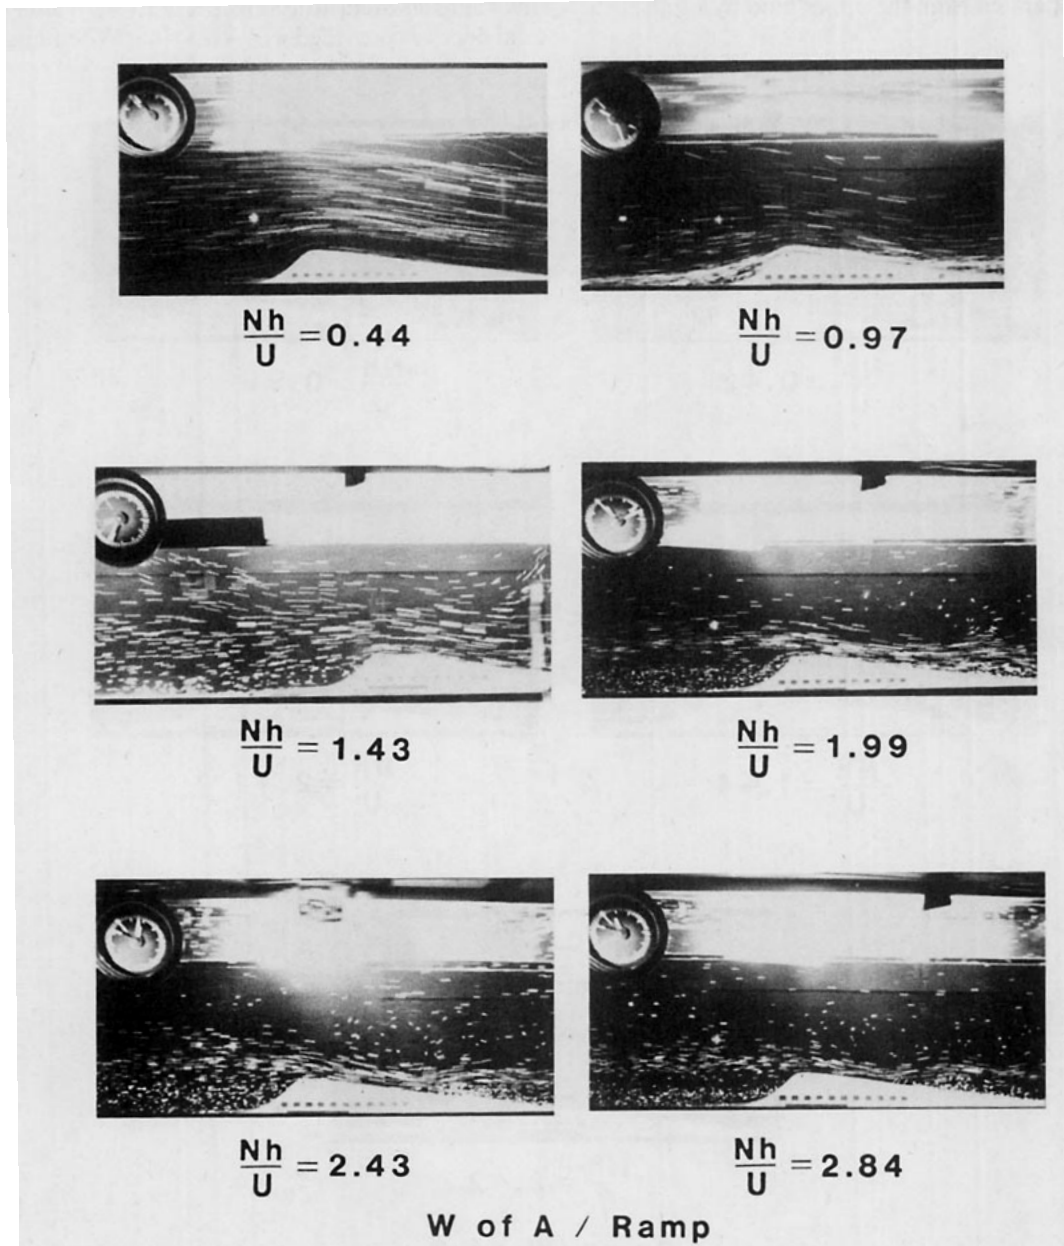 Nh/U = 0.44
Nh/U = 0.97
Nh/U = 1.43
Nh/U = 1.99
Nh/U = 2.43
Nh/U = 2.84
W of A / Ramp